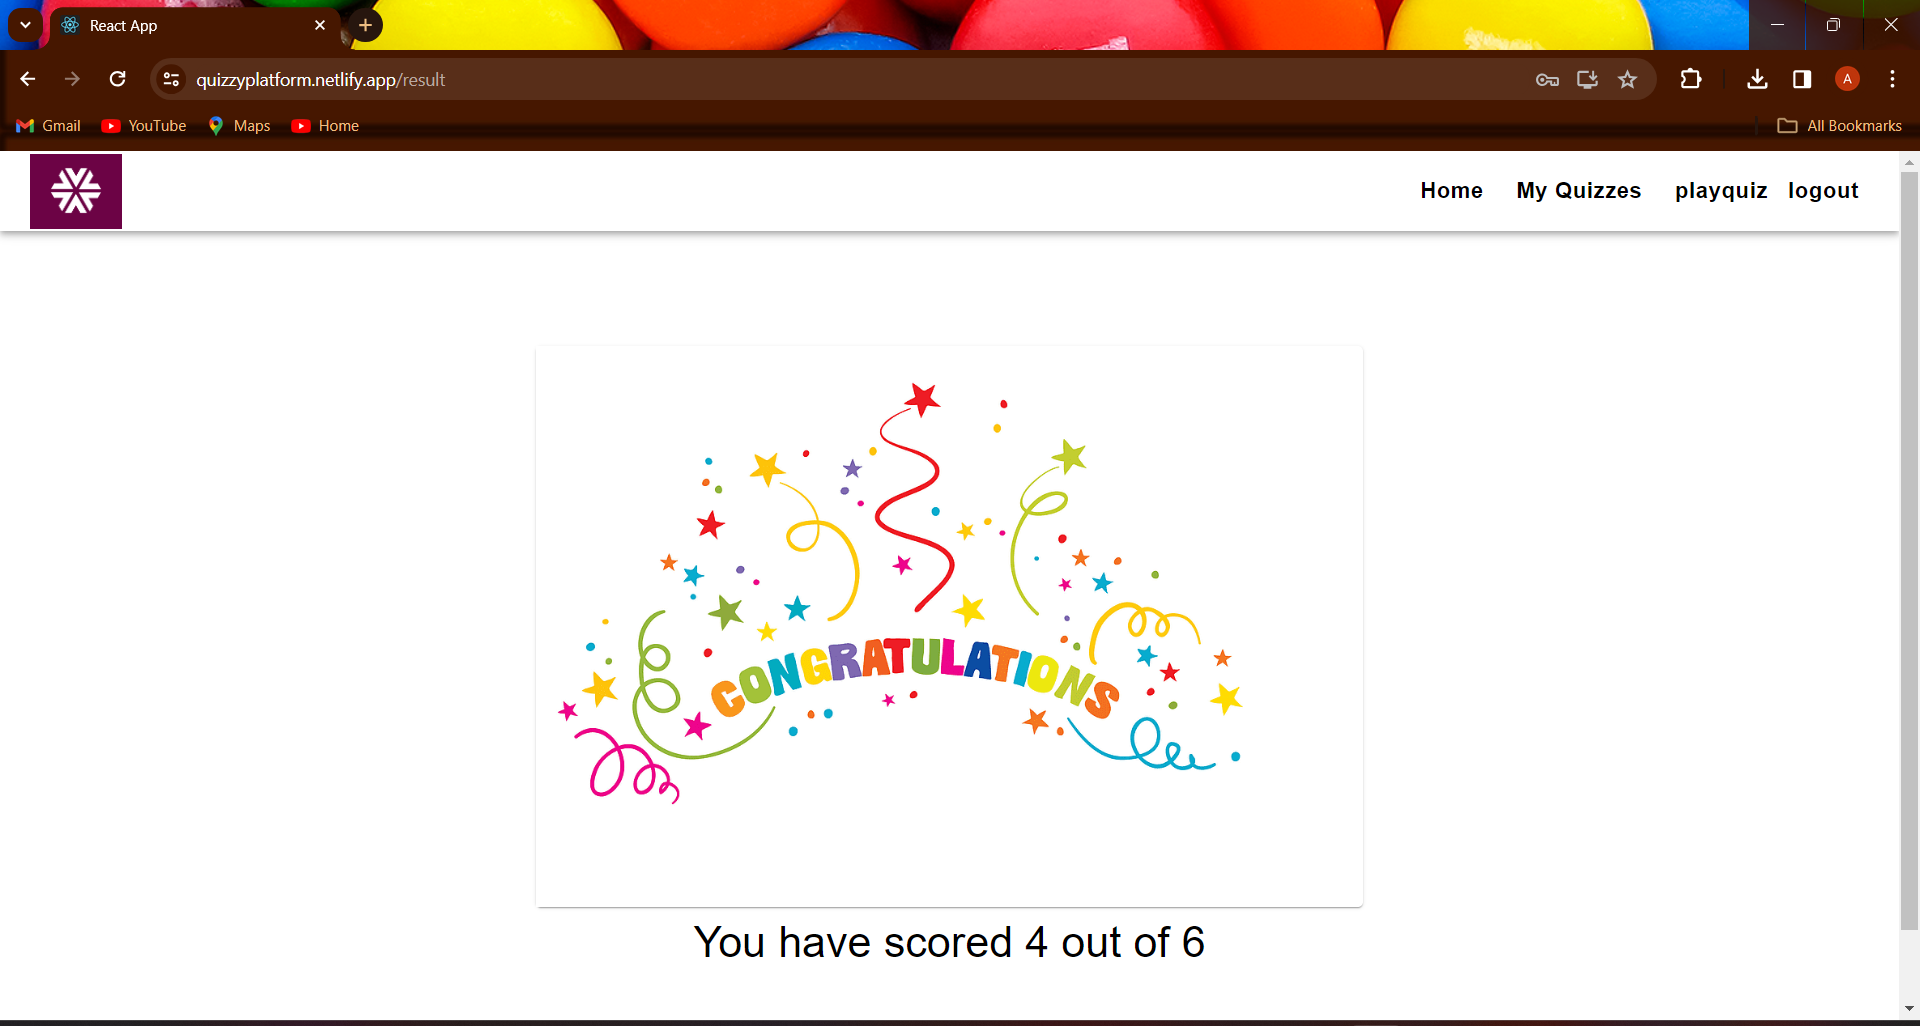 React App
quizzyplatform.netlify.app/result
A
Gmail YouTube Maps Home All Bookmarks
Home My Quizzes playquiz logout
CONGRATULATIONS
You have scored 4 out of 6